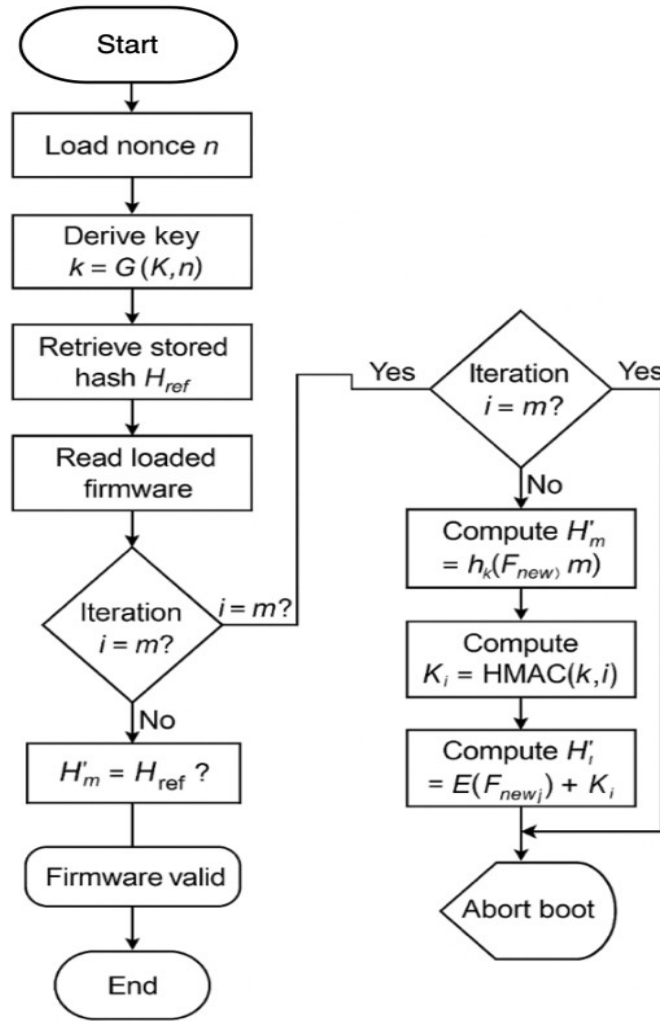 Start
Load nonce n
Derive key
k = G(K,n)
Retrieve stored
hash H_ref
Read loaded
firmware
Iteration
i = m?
i = m?
No
H'_m = H_ref ?
Firmware valid
End
Yes
Iteration
i = m?
Yes
No
Compute H'_m
= h_k(F_new) m)
Compute
K_i = HMAC(k,i)
Compute H'_i
= E(F_new_j) + K_i
Abort boot